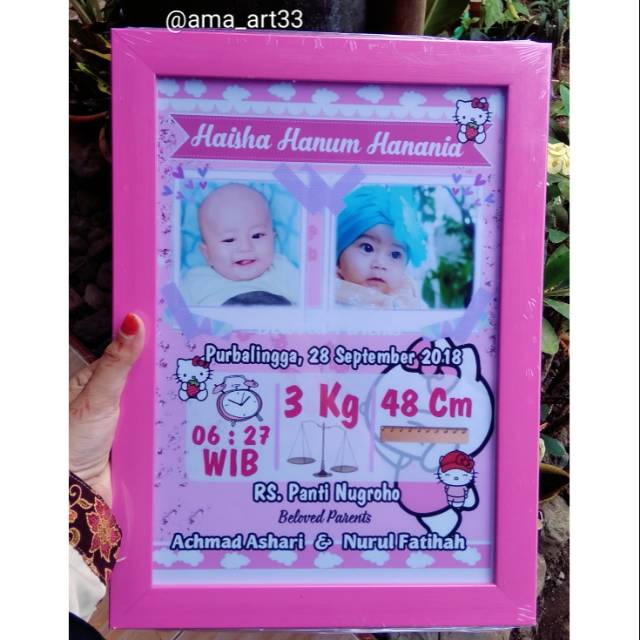 @ama_art33
Haisha Hanum Hanania
Purbalingga, 28 September 2018
06 : 27
WIB
3 Kg
48 Cm
RS. Panti Nugroho
Beloved Parents
Achmad Ashari & Nurul Fatihah